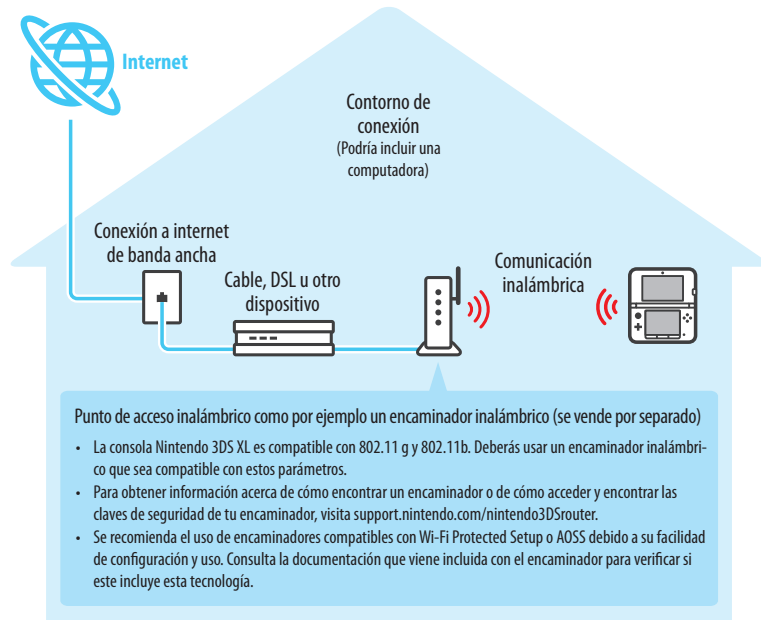 Internet
Contorno de
conexión
(Podría incluir una
computadora)
Conexión a internet
de banda ancha
Cable, DSL u otro
dispositivo
Comunicación
inalámbrica
Punto de acceso inalámbrico como por ejemplo un encaminador inalámbrico (se vende por separado)
• La consola Nintendo 3DS XL es compatible con 802.11 g y 802.11b. Deberás usar un encaminador inalámbri-
co que sea compatible con estos parámetros.
• Para obtener información acerca de cómo encontrar un encaminador o de cómo acceder y encontrar las
claves de seguridad de tu encaminador, visita support.nintendo.com/nintendo3DSrouter.
• Se recomienda el uso de encaminadores compatibles con Wi-Fi Protected Setup o AOSS debido a su facilidad
de configuración y uso. Consulta la documentación que viene incluida con el encaminador para verificar si
este incluye esta tecnología.